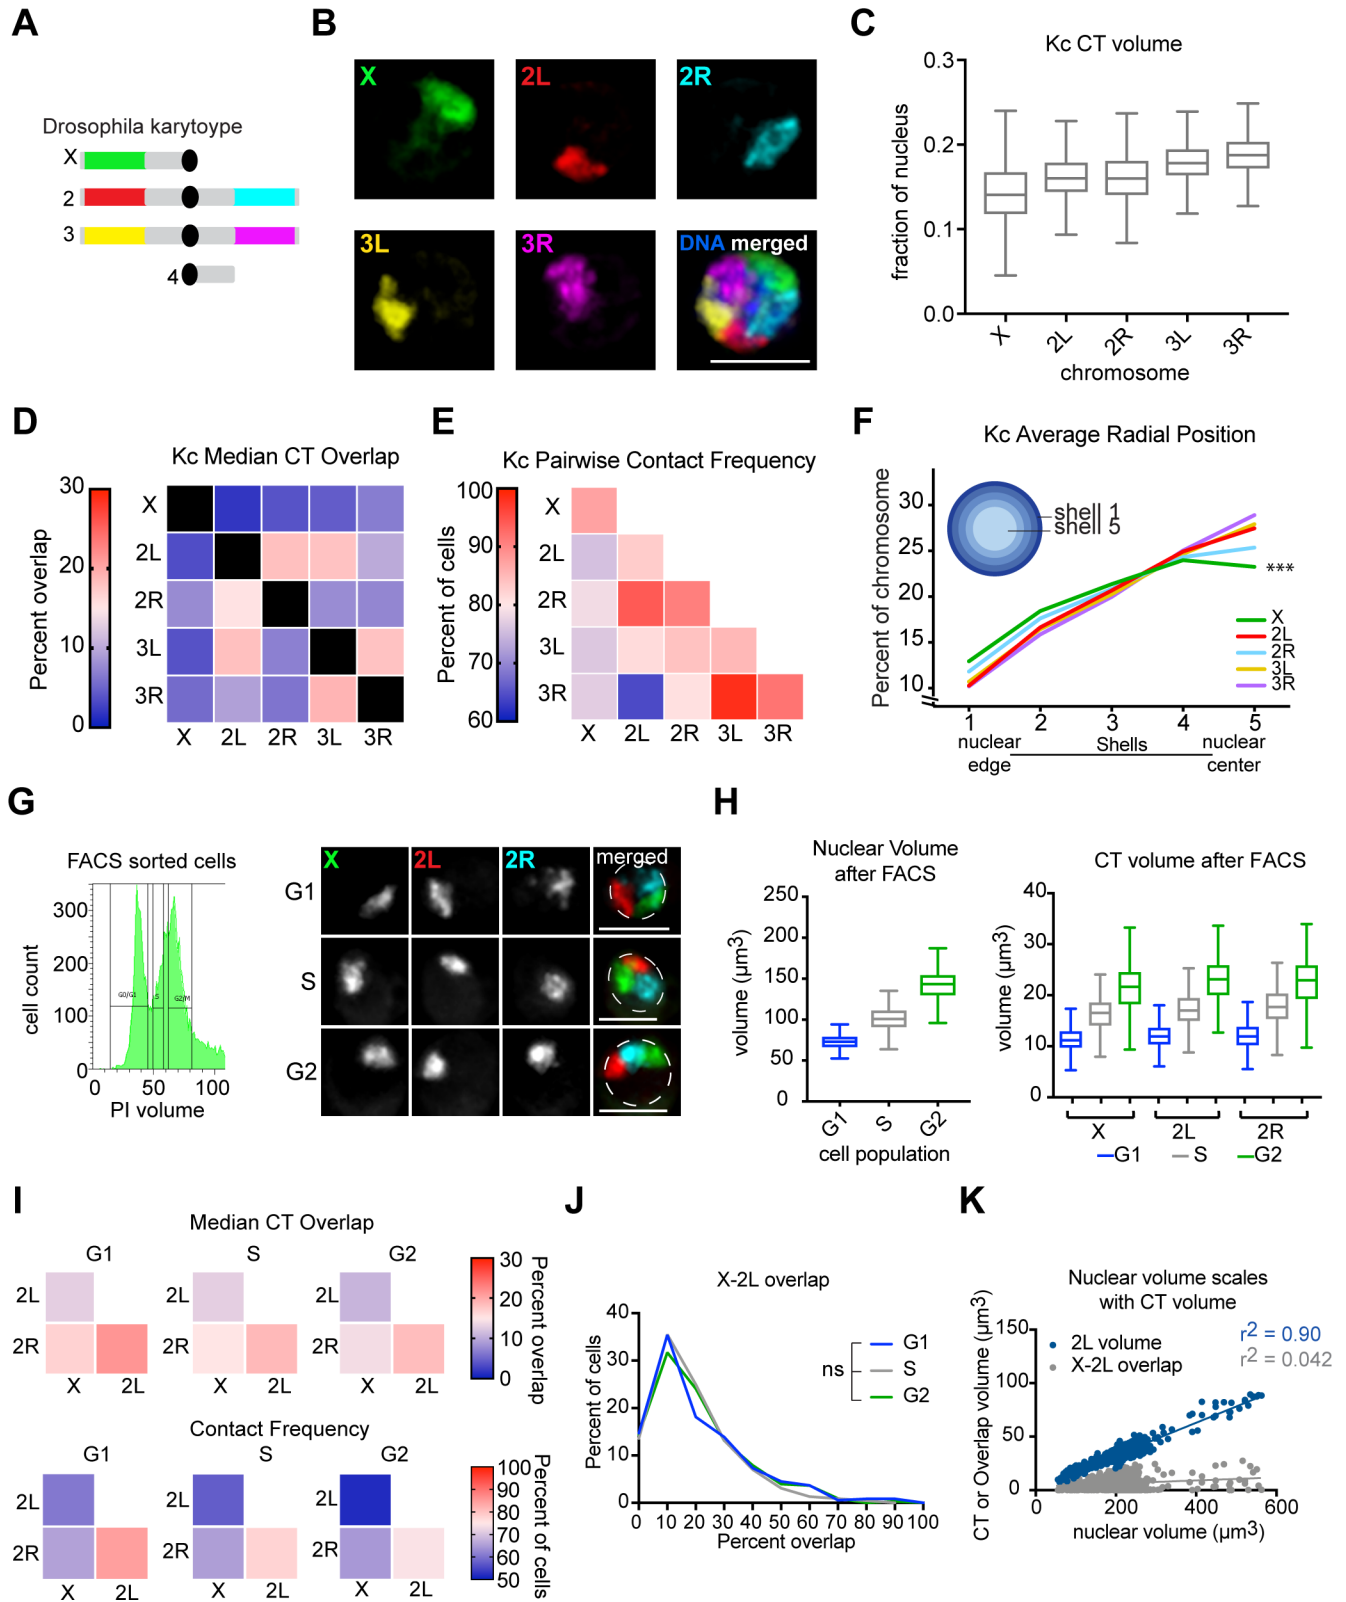 A
Drosophila karytoype
X
2
3
4
B
X
2L
2R
3L
3R
DNA merged
C
Kc CT volume
fraction of nucleus
0.3
0.2
0.1
0.0
X
2L
2R
3L
3R
chromosome
D
Kc Median CT Overlap
Percent overlap
30
20
10
0
X
2L
2R
3L
3R
X 2L 2R 3L 3R
E
Kc Pairwise Contact Frequency
Percent of cells
100
90
80
70
60
X
2L
2R
3L
3R
X 2L 2R 3L 3R
F
Kc Average Radial Position
Percent of chromosome
30
25
20
15
10
shell 1
shell 5
***
X
2L
2R
3L
3R
1 2 3 4 5
nuclear edge
Shells
nuclear center
G
FACS sorted cells
cell count
300
200
100
0
G0/G1
S
G2/M
0 50 100
PI volume
X 2L 2R merged
G1
S
G2
H
Nuclear Volume
after FACS
volume (µm3)
250
200
150
100
50
0
G1
S
G2
cell population
CT volume after FACS
volume (µm3)
40
30
20
10
0
X 2L 2R
G1 S G2
I
Median CT Overlap
G1 S G2
2L 2L 2L
2R 2R 2R
X 2L X 2L X 2L
30
20
10
0
Percent overlap
Contact Frequency
G1 S G2
2L 2L 2L
2R 2R 2R
X 2L X 2L X 2L
100
90
80
70
60
50
Percent of cells
J
X-2L overlap
Percent of cells
40
30
20
10
0
ns
G1
S
G2
0 10 20 30 40 50 60 70 80 90 100
Percent overlap
K
Nuclear volume scales
with CT volume
CT or Overlap volume (µm3)
150
100
50
0
2L volume
X-2L overlap
r2 = 0.90
r2 = 0.042
0 200 400 600
nuclear volume (µm3)